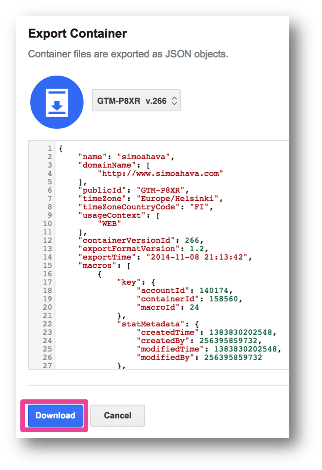 Export Container
Container files are exported as JSON objects.
GTM-P8XR v.266
1 {
2 "name": "simoahava",
3 "domainName": [
4 "http://www.simoahava.com"
5 ],
6 "publicId": "GTM-P8XR",
7 "timeZone": "Europe/Helsinki",
8 "timeZoneCountryCode": "FI",
9 "usageContext": [
10 "WEB"
11 ],
12 "containerVersionId": 266,
13 "exportFormatVersion": 1.2,
14 "exportTime": "2014-11-08 21:13:42",
15 "macros": [
16 {
17 "key": {
18 "accountId": 140174,
19 "containerId": 158560,
20 "macroId": 24
21 },
22 "statMetadata": {
23 "createdTime": 1383830202548,
24 "createdBy": 256395859732,
25 "modifiedTime": 1383830202548,
26 "modifiedBy": 256395859732
27 },
Download Cancel